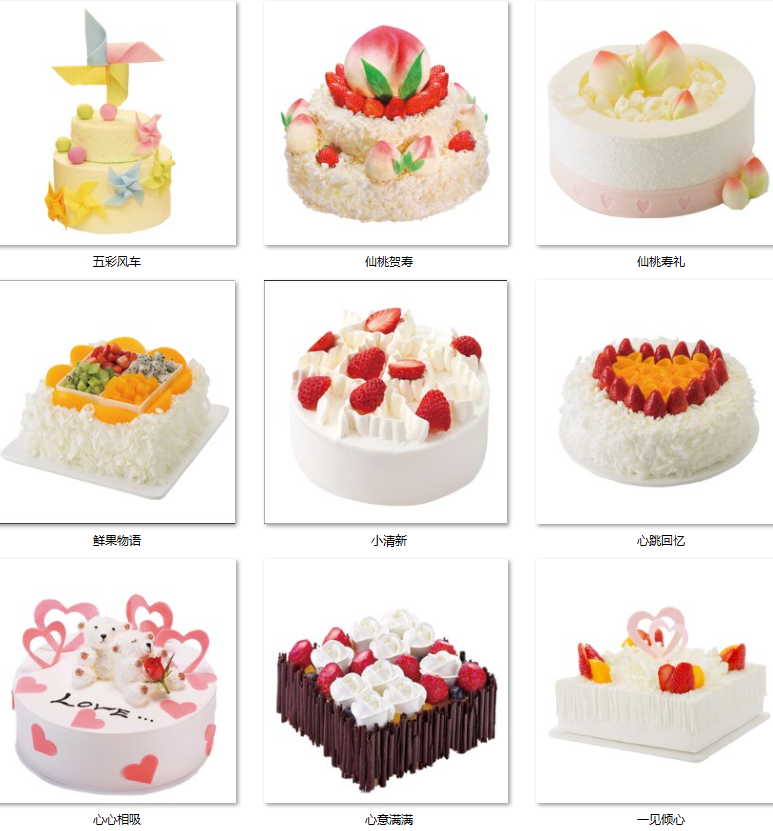 五彩风车
仙桃贺寿
仙桃寿礼
鲜果物语
小清新
心跳回忆
Love...
心心相吸
心意满满
一见倾心